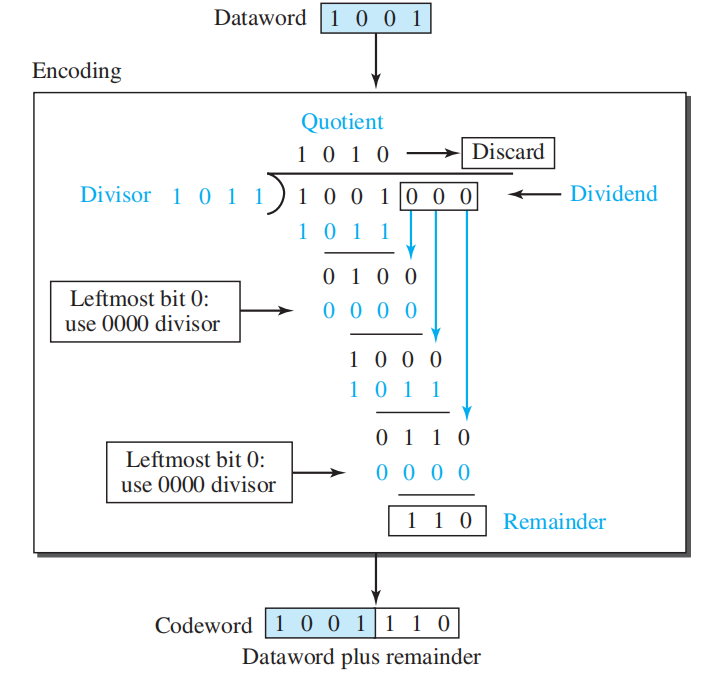 Dataword 1 0 0 1
Encoding
Quotient
1 0 1 0 Discard
Divisor 1 0 1 1 1 0 0 1 0 0 0 Dividend
1 0 1 1
0 1 0 0
Leftmost bit 0:
use 0000 divisor
0 0 0 0
1 0 0 0
1 0 1 1
0 1 1 0
Leftmost bit 0:
use 0000 divisor
0 0 0 0
1 1 0 Remainder
Codeword 1 0 0 1 1 1 0
Dataword plus remainder